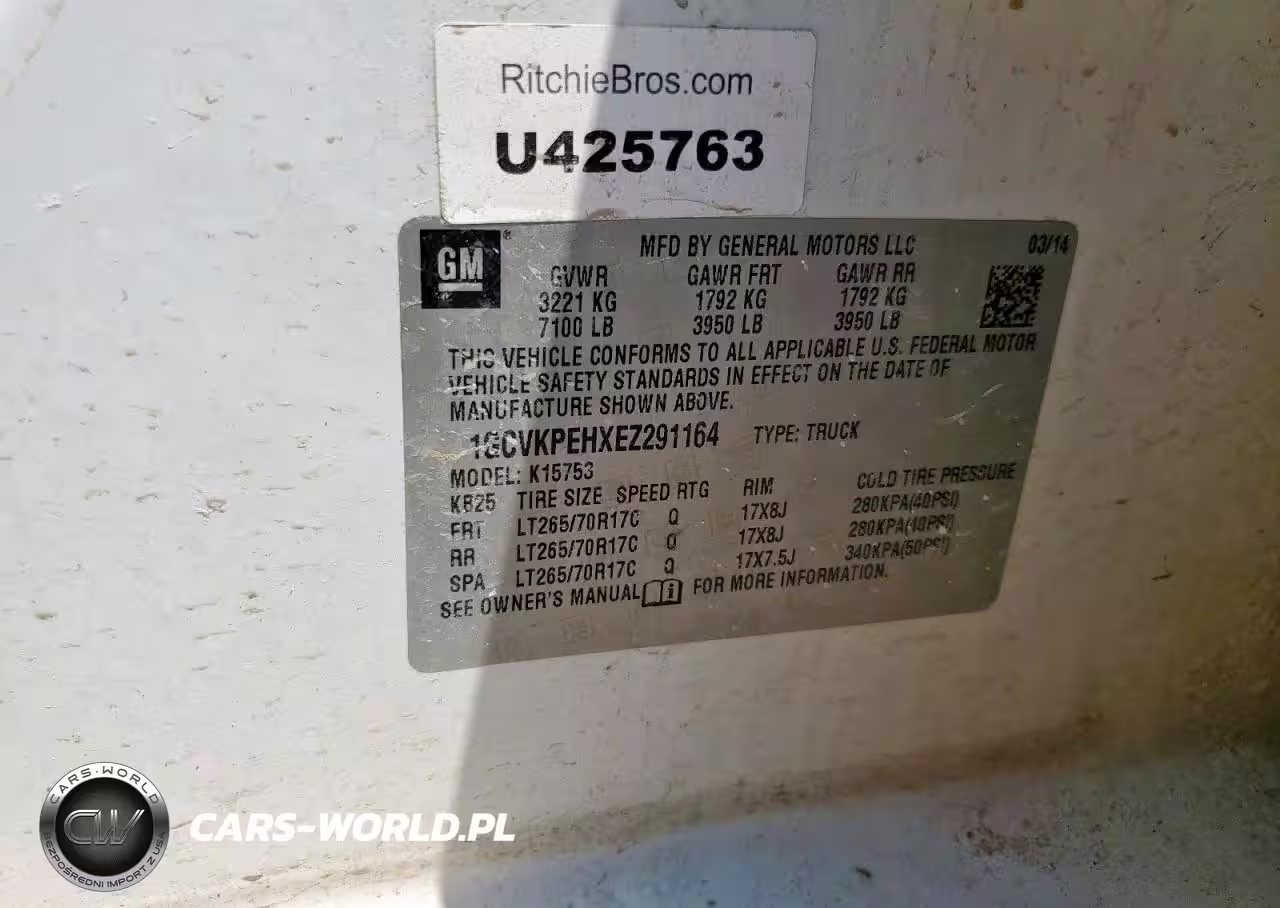 RitchieBros.com
U425763
GM®
MFD BY GENERAL MOTORS LLC 03/14
GVWR GAWR FRT GAWR RR
3221 KG 1792 KG 1792 KG
7100 LB 3950 LB 3950 LB
THIS VEHICLE CONFORMS TO ALL APPLICABLE U.S. FEDERAL MOTOR
VEHICLE SAFETY STANDARDS IN EFFECT ON THE DATE OF
MANUFACTURE SHOWN ABOVE.
1GCVKPEHXEZ291164 TYPE: TRUCK
MODEL: K15753
KB25 TIRE SIZE SPEED RTG RIM COLD TIRE PRESSURE
FRT LT265/70R17C Q 17X8J 280KPA(40PSI)
RR LT265/70R17C Q 17X8J 280KPA(40PSI)
SPA LT265/70R17C Q 17X7.5J 340KPA(50PSI)
SEE OWNER'S MANUAL i FOR MORE INFORMATION.
CARS-WORLD
CW
BEZPOŚREDNI IMPORT Z USA
CARS-WORLD.PL